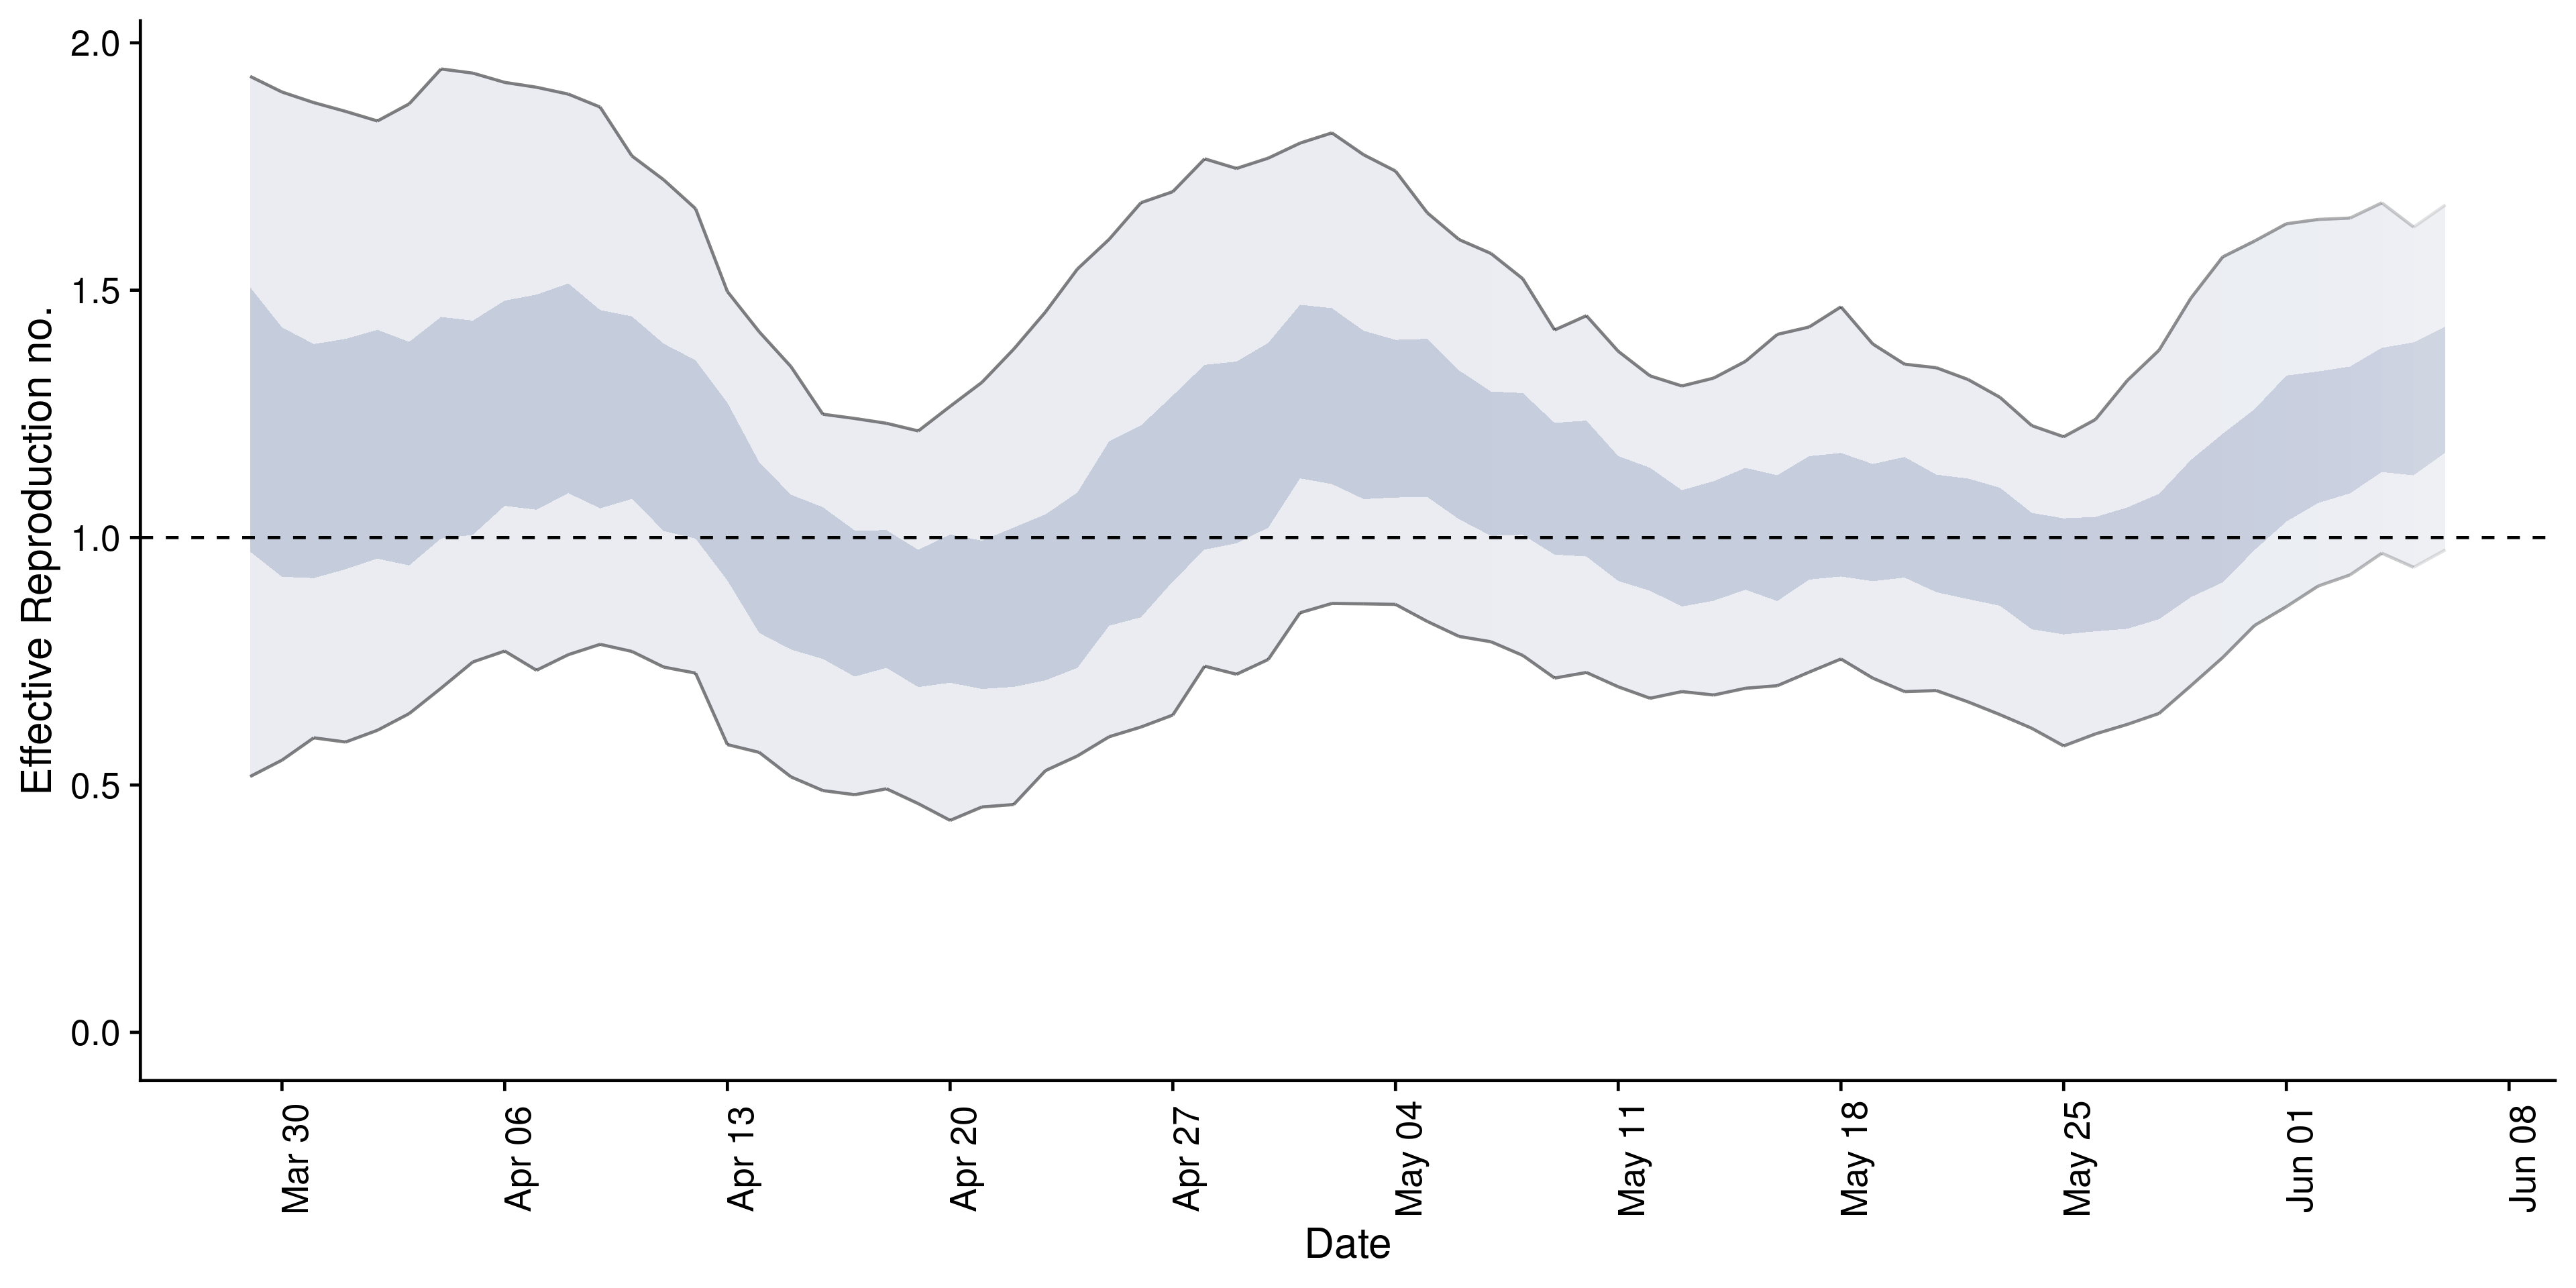 Effective Reproduction no.
2.0
1.5
1.0
0.5
0.0
Mar 30
Apr 06
Apr 13
Apr 20
Apr 27
May 04
May 11
May 18
May 25
Jun 01
Jun 08
Date